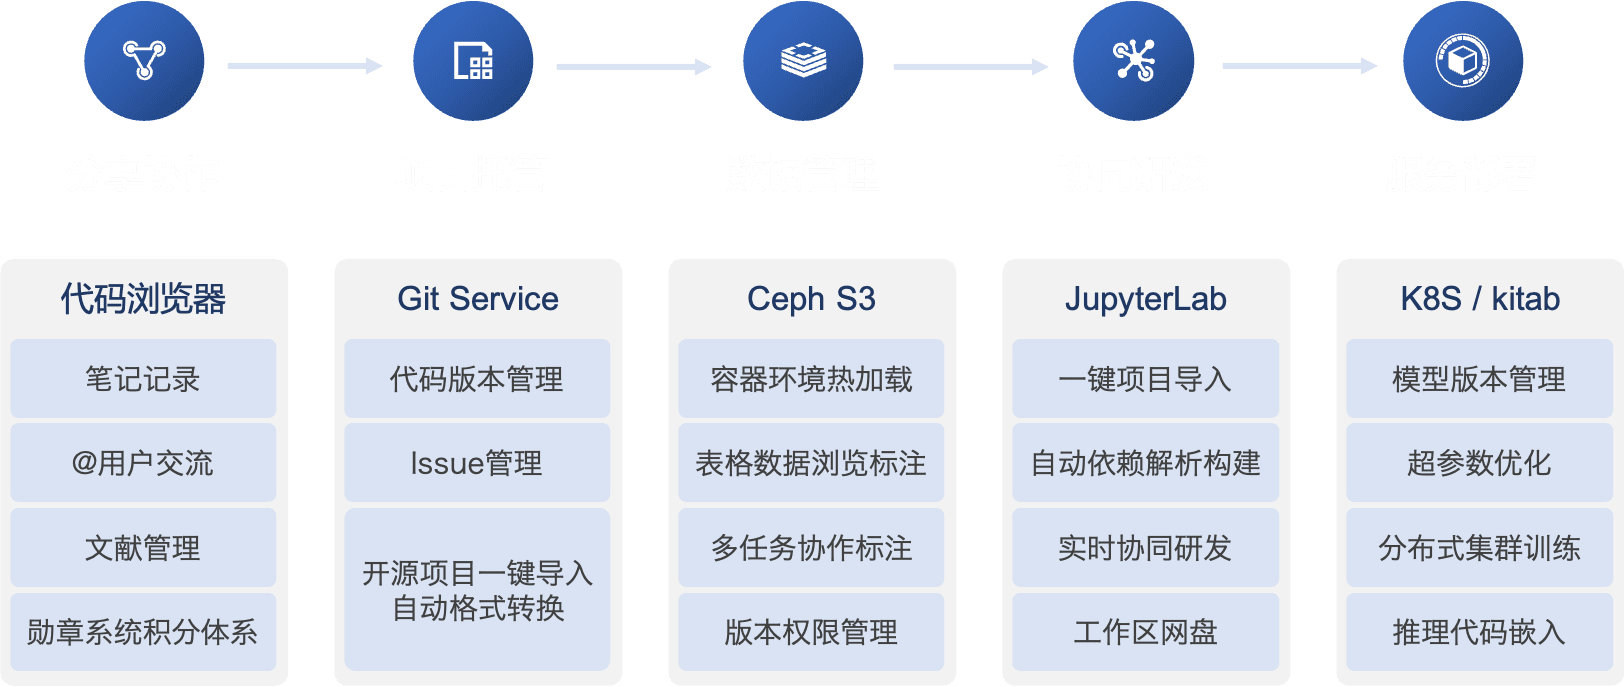 代码浏览器
笔记记录
@用户交流
文献管理
勋章系统积分体系
Git Service
代码版本管理
Issue管理
开源项目一键导入
自动格式转换
Ceph S3
容器环境热加载
表格数据浏览标注
多任务协作标注
版本权限管理
JupyterLab
一键项目导入
自动依赖解析构建
实时协同研发
工作区网盘
K8S / kitab
模型版本管理
超参数优化
分布式集群训练
推理代码嵌入